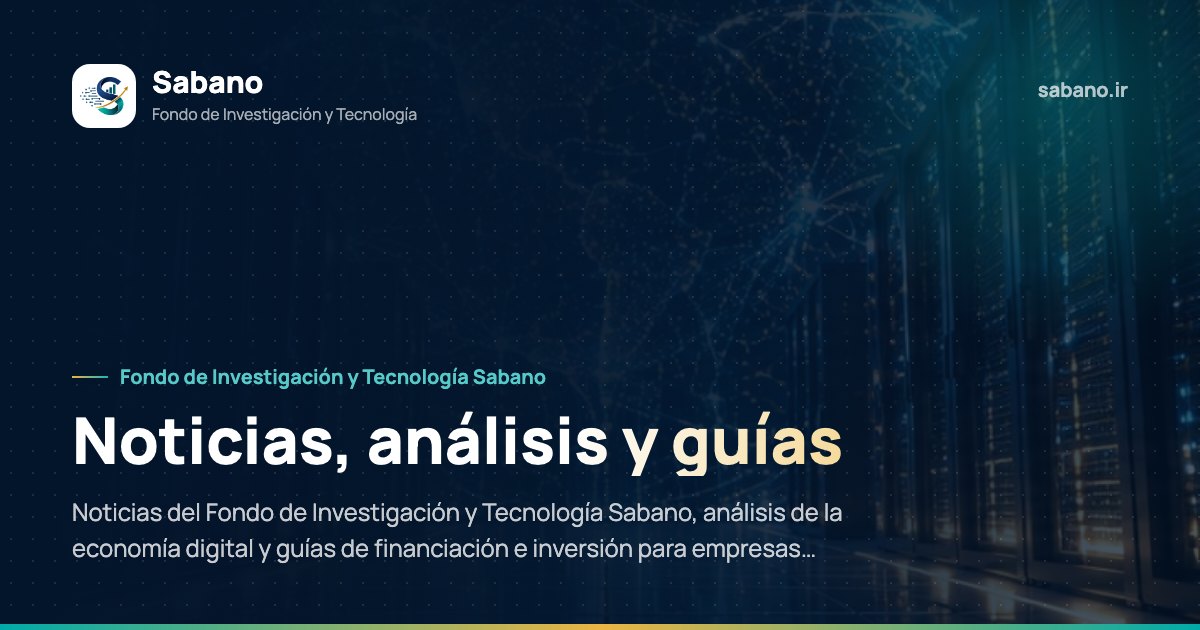 Sabano
Fondo de Investigación y Tecnología
sabano.ir
Fondo de Investigación y Tecnología Sabano
Noticias, análisis y guías
Noticias del Fondo de Investigación y Tecnología Sabano, análisis de la
economía digital y guías de financiación e inversión para empresas…